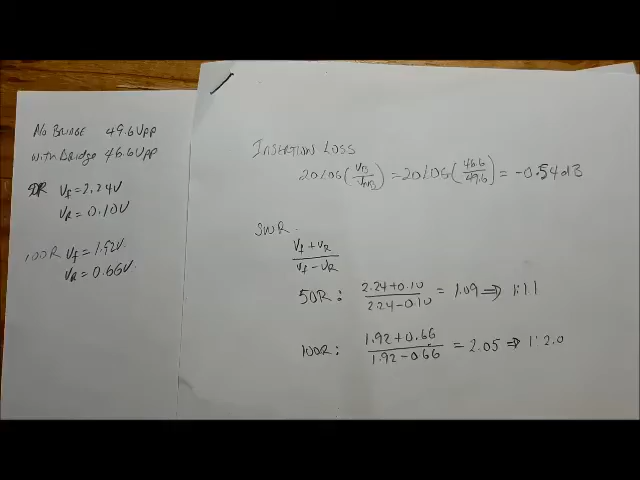 No BRIDGE 49.6VPP
with Bridge 46.6VPP
50R Vf = 2.24V
VR = 0.10V
100R Vf = 1.92V
VR = 0.66V
INSERTION LOSS
20LOG(VB/VNB) = 20LOG(46.6/49.6) = -0.54dB
SWR
Vf + VR / Vf - VR
50R: 2.24+0.10 / 2.24-0.10 = 1.09 ⇒ 1:1.1
100R: 1.92+0.66 / 1.92-0.66 = 2.05 ⇒ 1:2.0